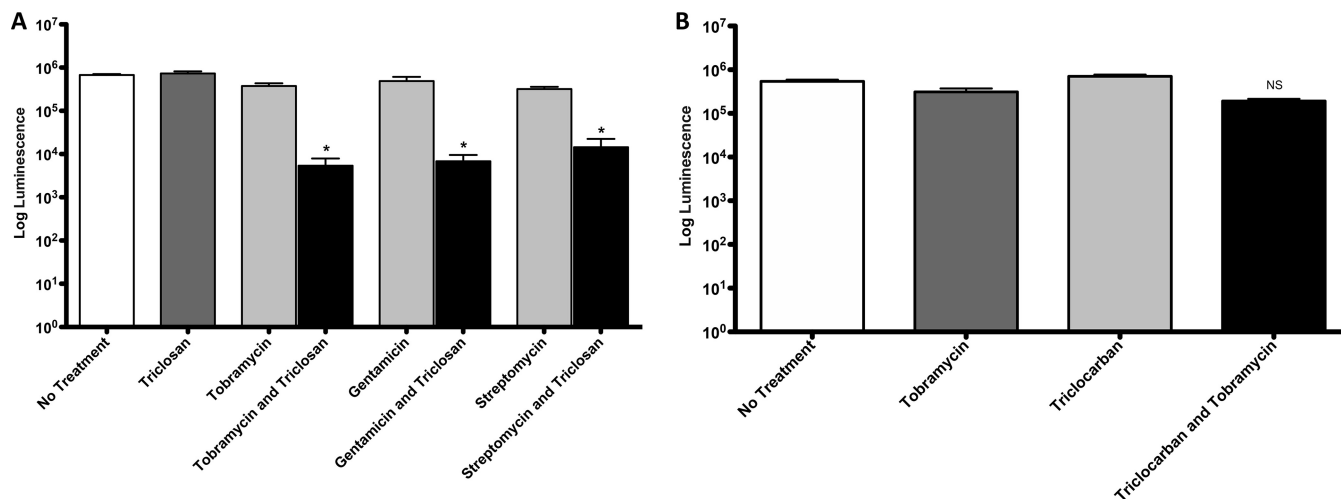 A
Log Luminescence
10⁷
10⁶
10⁵
10⁴
10³
10²
10¹
10⁰
*
*
*
No Treatment
Triclosan
Tobramycin
Tobramycin and Triclosan
Gentamicin
Gentamicin and Triclosan
Streptomycin
Streptomycin and Triclosan
B
Log Luminescence
10⁷
10⁶
10⁵
10⁴
10³
10²
10¹
10⁰
NS
No Treatment
Tobramycin
Triclocarban
Triclocarban and Tobramycin